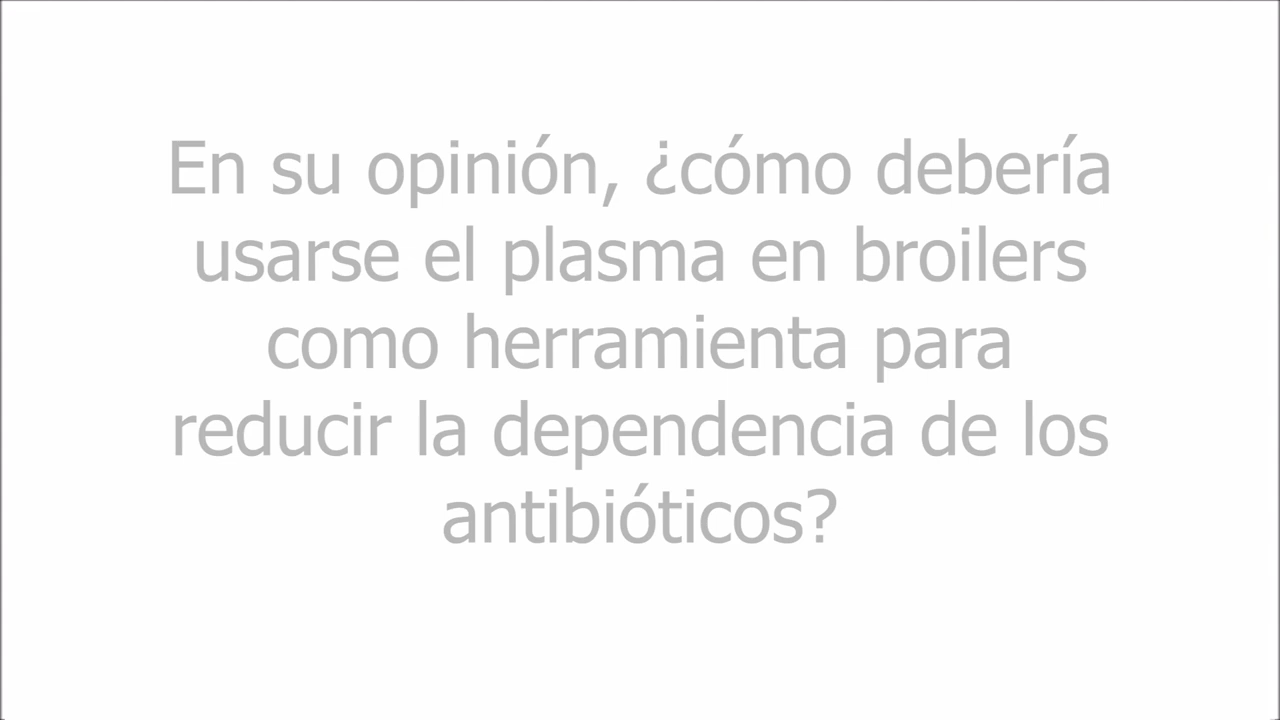 En su opinión, ¿cómo debería
usarse el plasma en broilers
como herramienta para
reducir la dependencia de los
antibióticos?